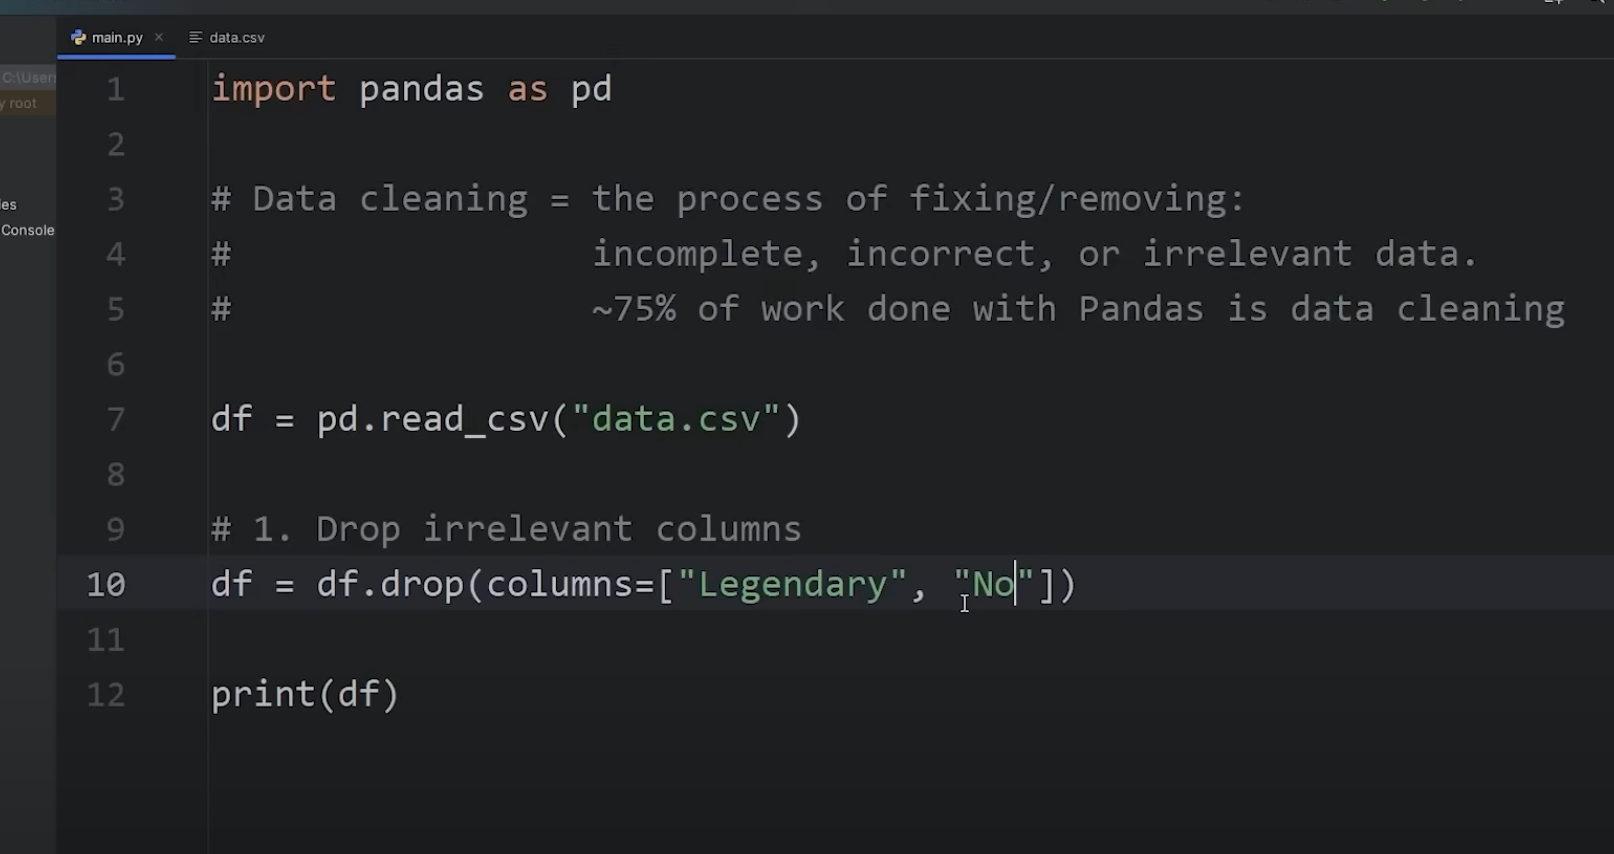 main.py × data.csv
C:\Users
y root
les
Console
1 import pandas as pd
2
3 # Data cleaning = the process of fixing/removing:
4 #                 incomplete, incorrect, or irrelevant data.
5 #                 ~75% of work done with Pandas is data cleaning
6
7 df = pd.read_csv("data.csv")
8
9 # 1. Drop irrelevant columns
10 df = df.drop(columns=["Legendary", "No"])
11
12 print(df)